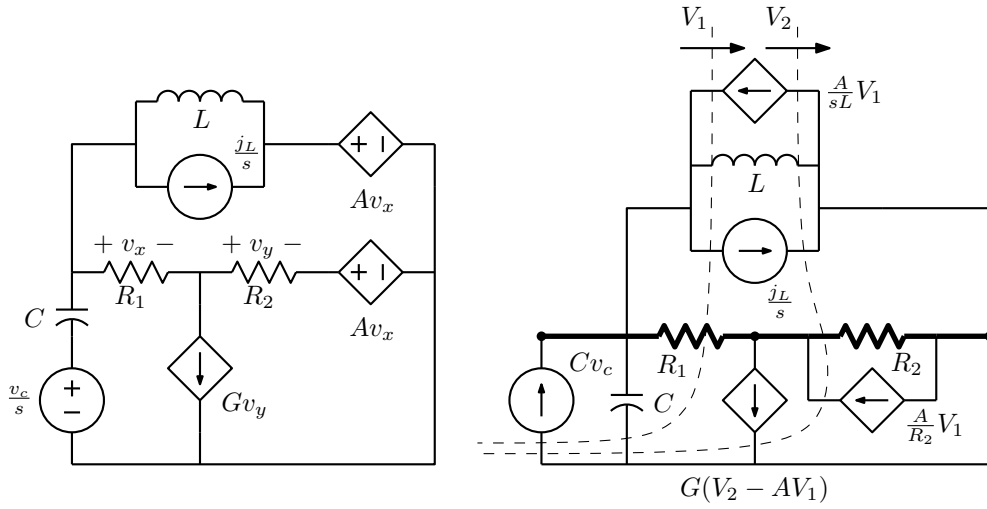 L
j_L/s
Av_x
+ v_x −
+ v_y −
R_1
R_2
+ −
Av_x
C
v_c/s
+
−
Gv_y
V_1
V_2
A/sL V_1
L
j_L/s
Cv_c
R_1
R_2
C
A/R_2 V_1
G(V_2 − AV_1)